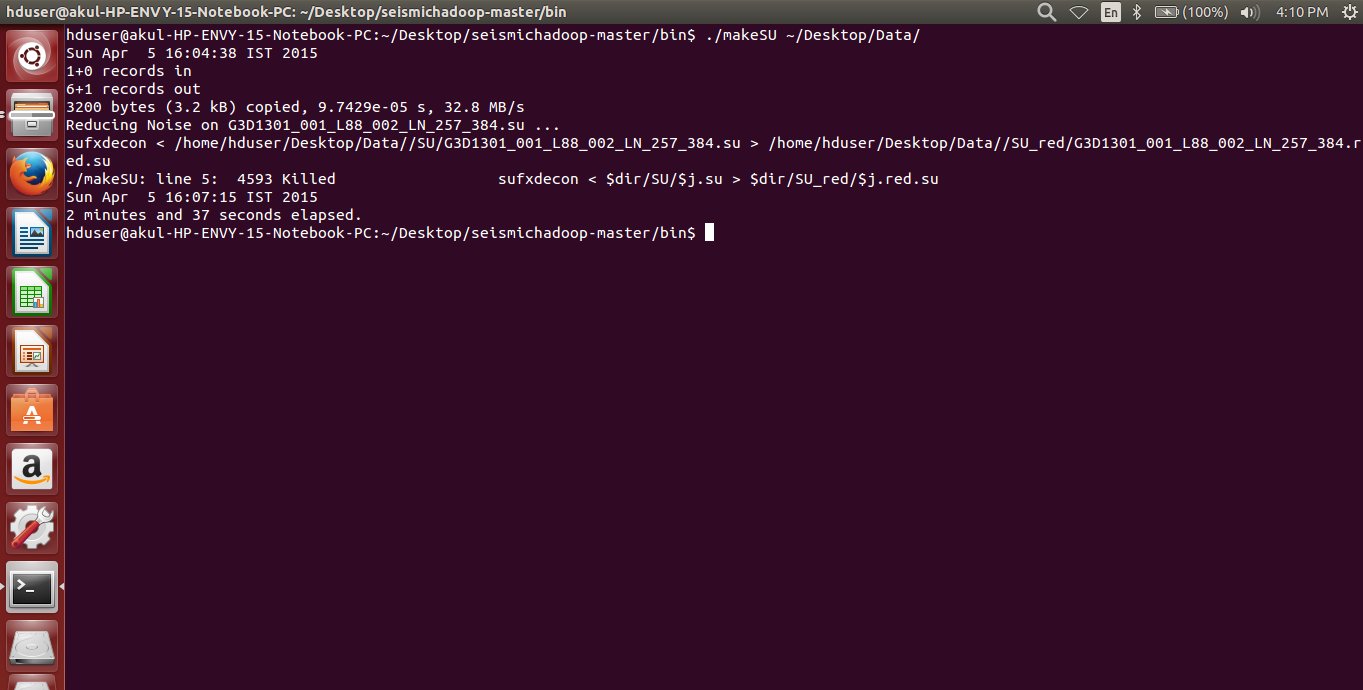 hduser@akul-HP-ENVY-15-Notebook-PC: ~/Desktop/seismichadoop-master/bin
En
(100%)
4:10 PM
hduser@akul-HP-ENVY-15-Notebook-PC:~/Desktop/seismichadoop-master/bin$ ./makeSU ~/Desktop/Data/
Sun Apr  5 16:04:38 IST 2015
1+0 records in
6+1 records out
3200 bytes (3.2 kB) copied, 9.7429e-05 s, 32.8 MB/s
Reducing Noise on G3D1301_001_L88_002_LN_257_384.su ...
sufxdecon < /home/hduser/Desktop/Data//SU/G3D1301_001_L88_002_LN_257_384.su > /home/hduser/Desktop/Data//SU_red/G3D1301_001_L88_002_LN_257_384.r
ed.su
./makeSU: line 5:  4593 Killed                  sufxdecon < $dir/SU/$j.su > $dir/SU_red/$j.red.su
Sun Apr  5 16:07:15 IST 2015
2 minutes and 37 seconds elapsed.
hduser@akul-HP-ENVY-15-Notebook-PC:~/Desktop/seismichadoop-master/bin$
A
a
>_